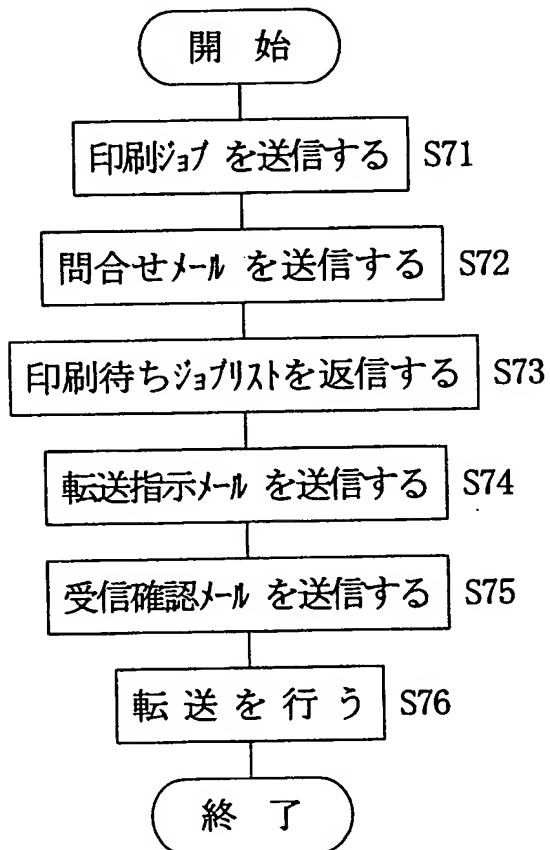 開 始
印刷ｼﾞｮﾌﾞ を送信する S71
問合せﾒｰﾙ を送信する S72
印刷待ちｼﾞｮﾌﾞﾘｽﾄを返信する S73
転送指示ﾒｰﾙ を送信する S74
受信確認ﾒｰﾙ を送信する S75
転 送 を 行 う S76
終 了